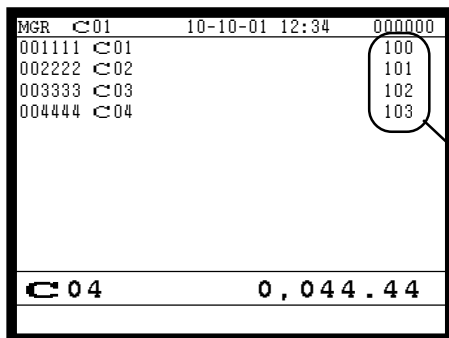 MGR C01 10-10-01 12:34 000000
001111 C01 100
002222 C02 101
003333 C03 102
004444 C04 103
C04 0,044.44